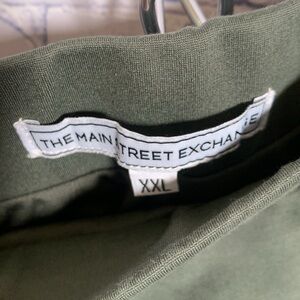 THE MAIN STREET EXCHANGE
XXL